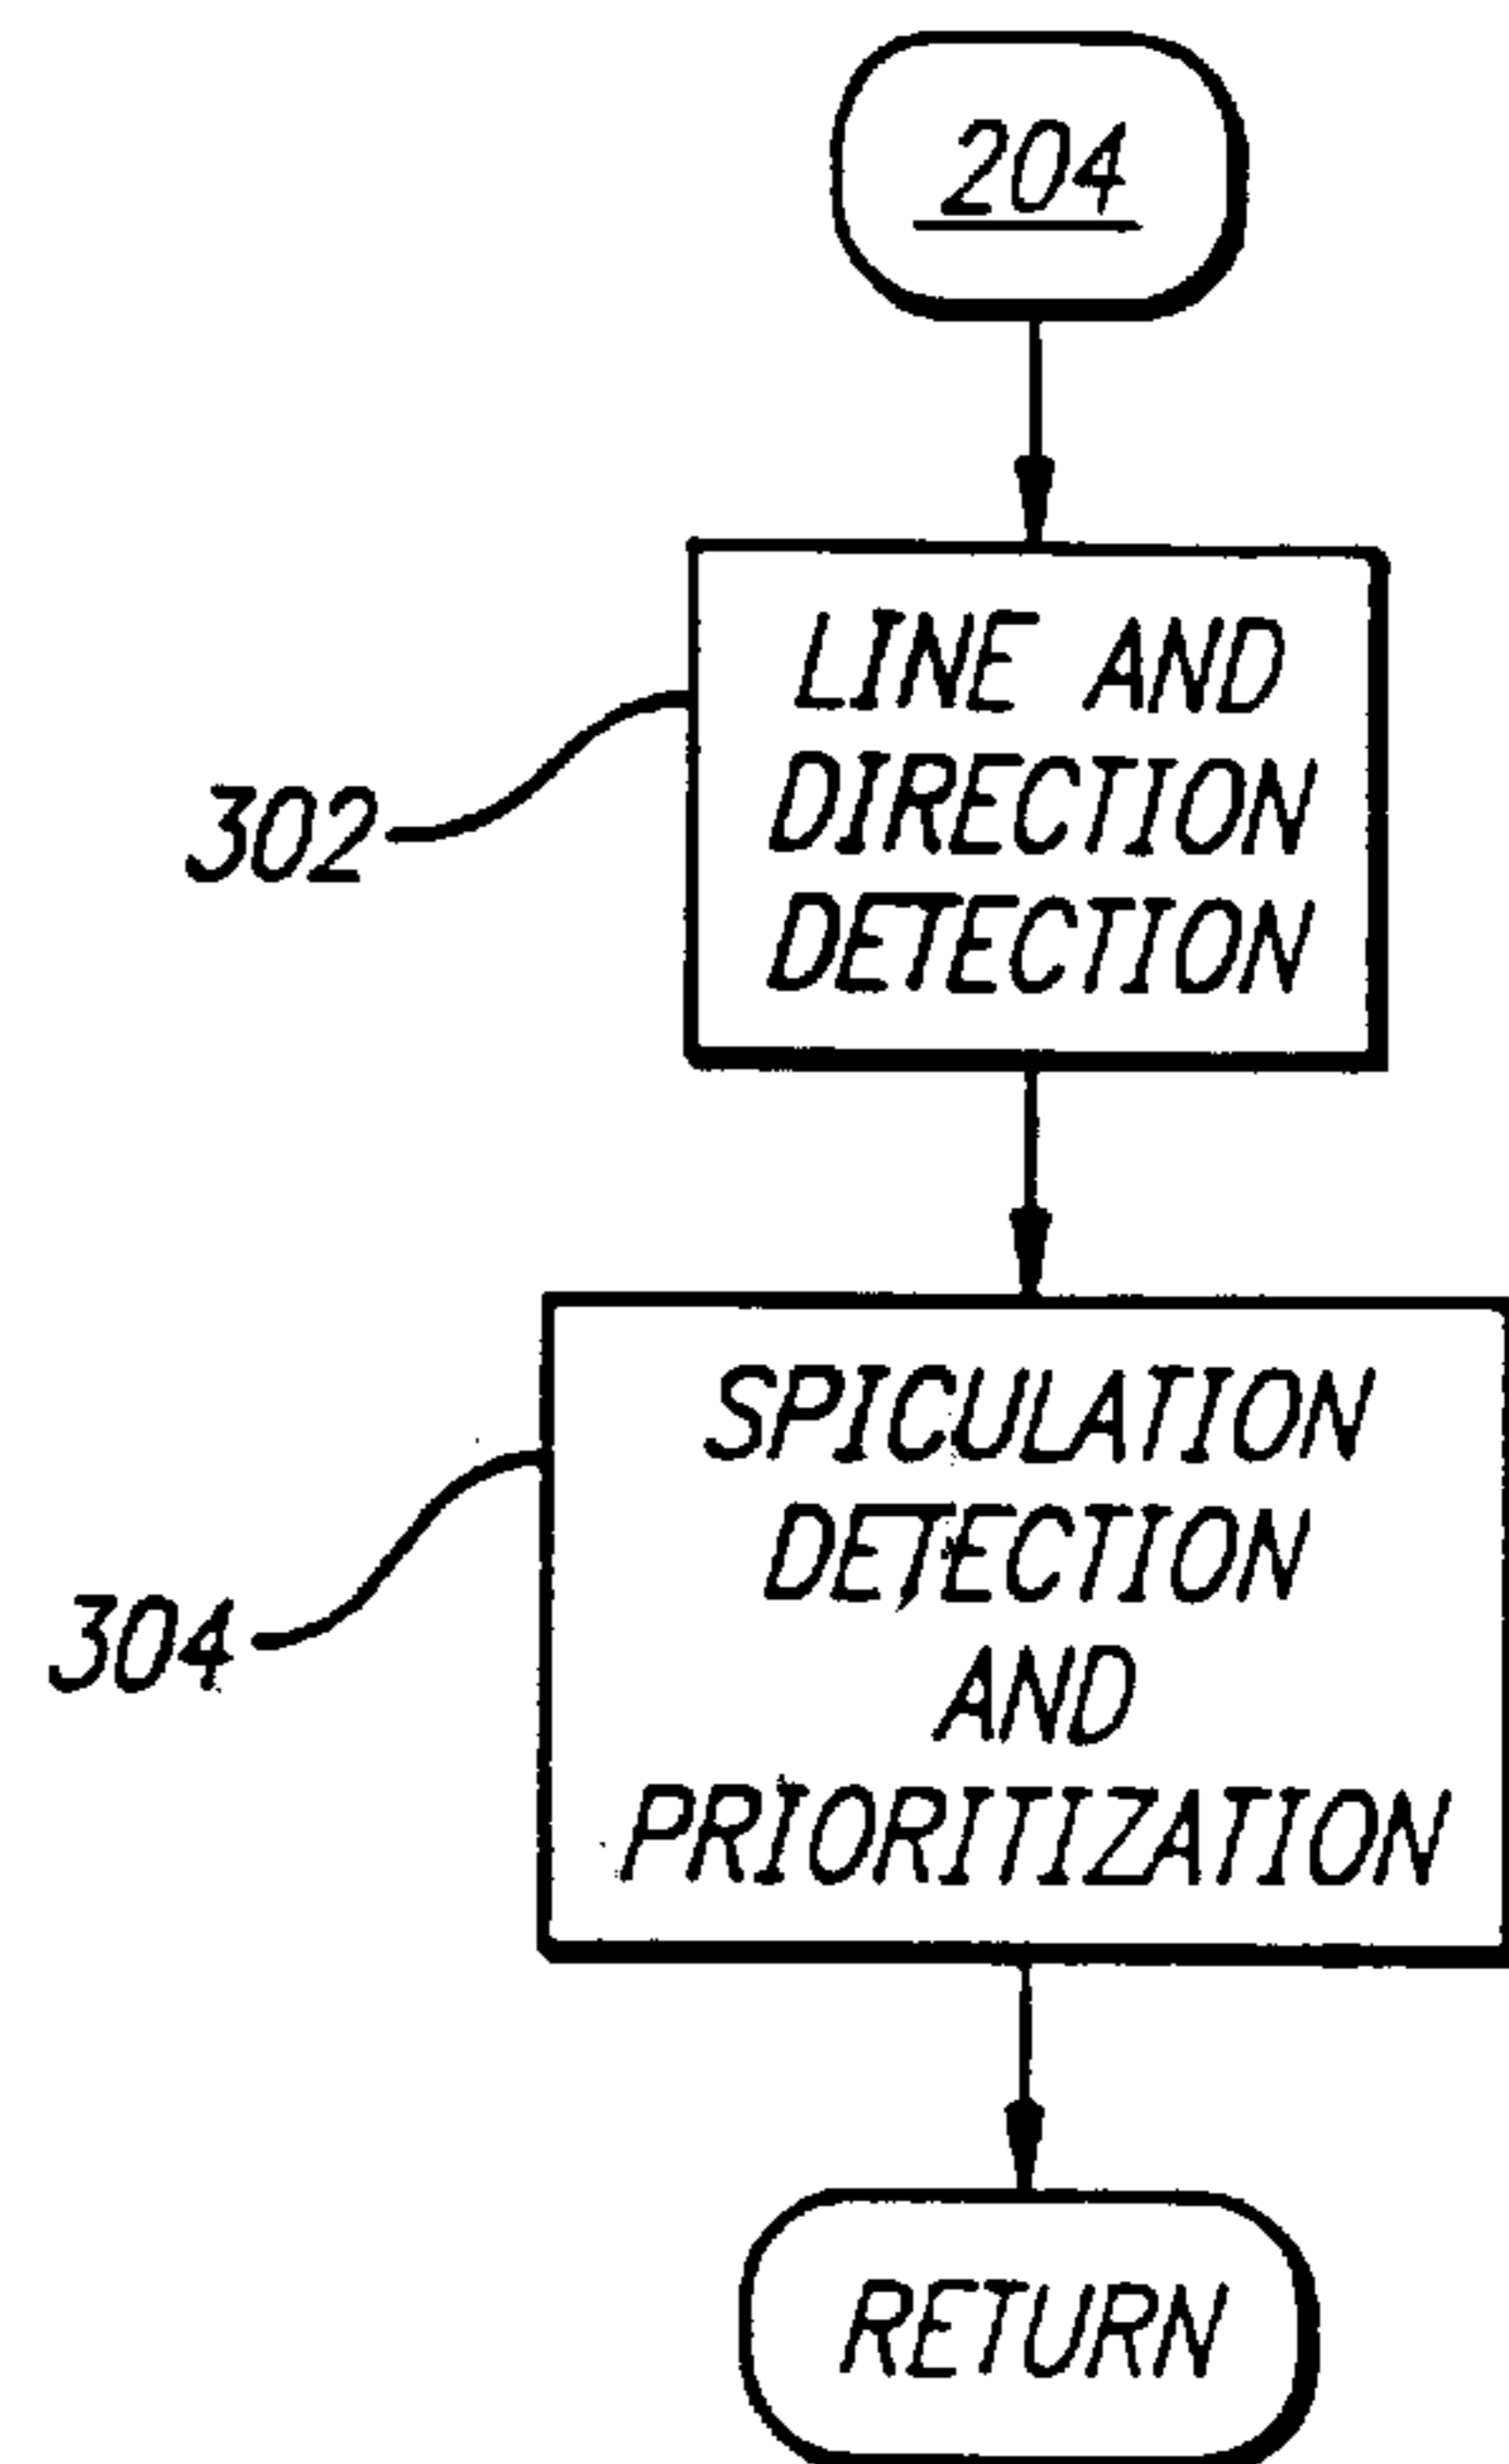 204
LINE AND
DIRECTION
DETECTION
302
SPICULATION
DETECTION
AND
PRIORITIZATION
304
RETURN